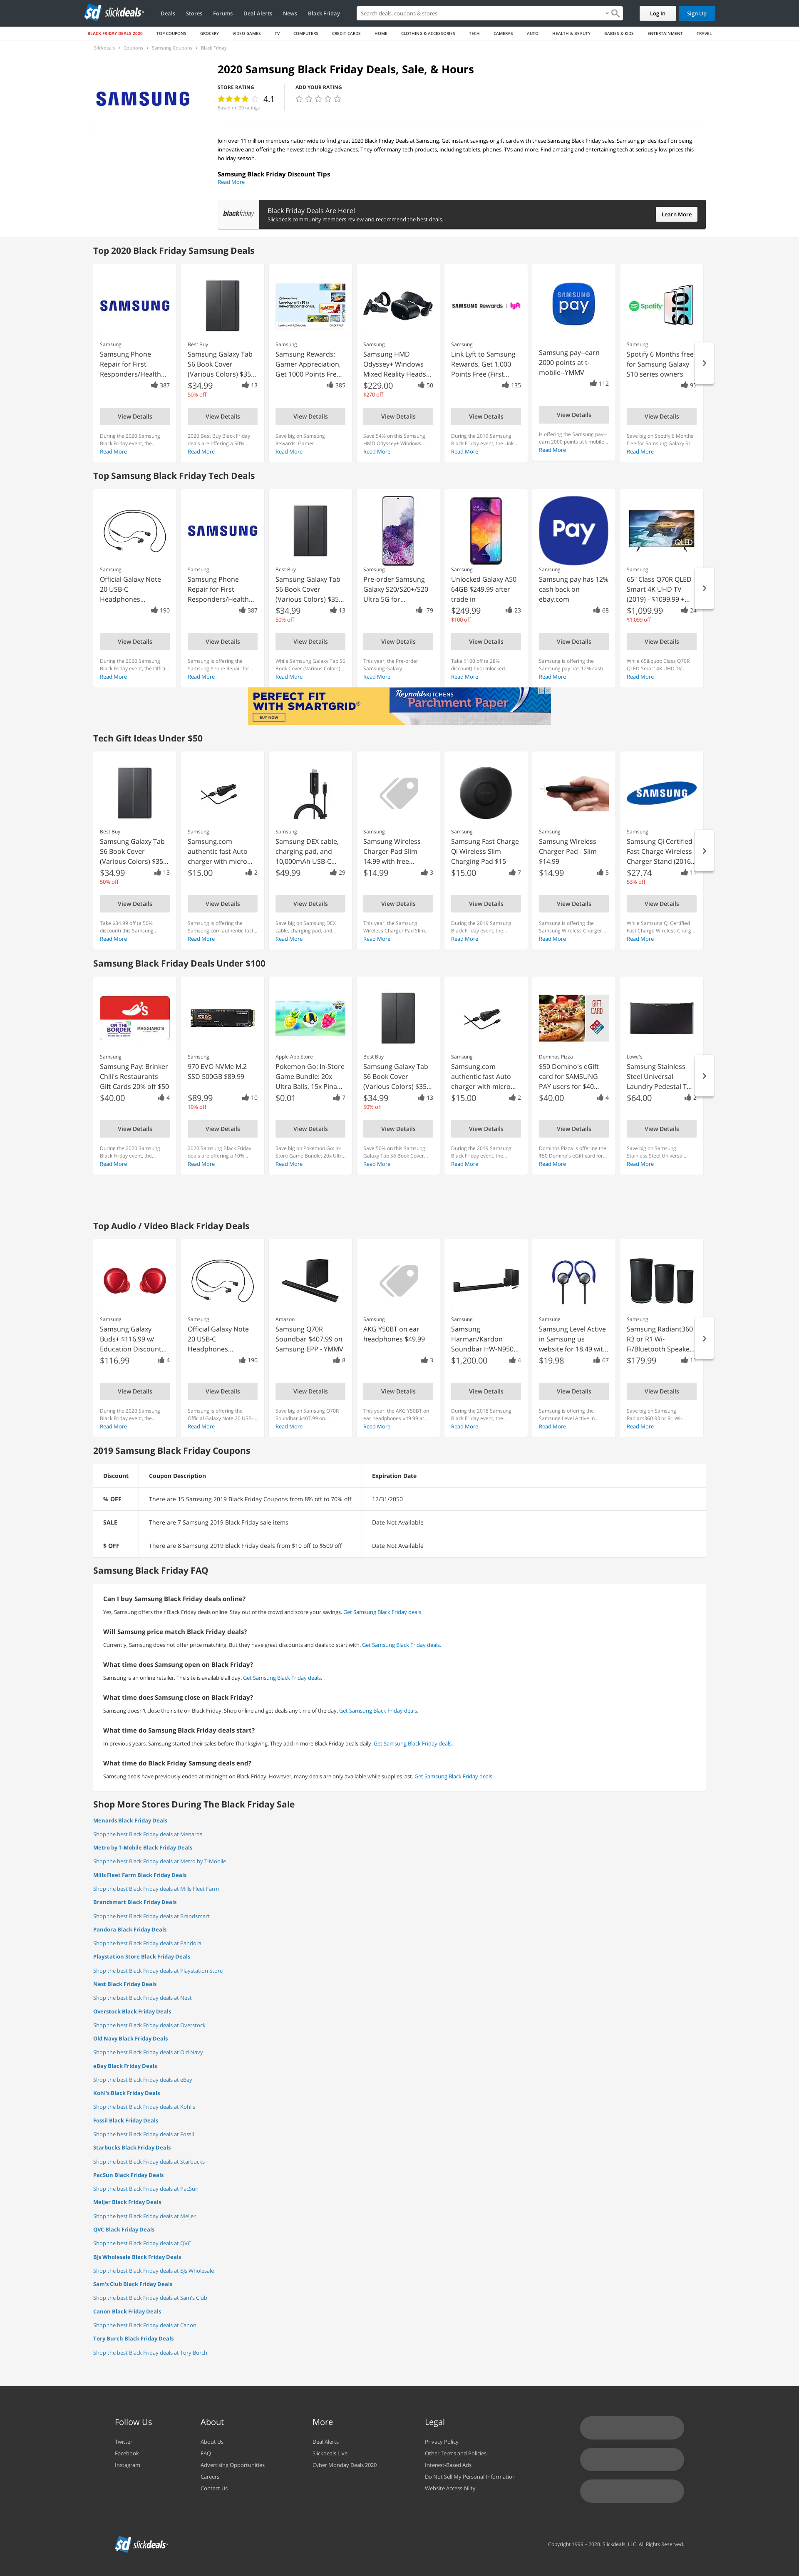 slickdeals
Deals Stores Forums Deal Alerts News Black Friday
Search deals, coupons & stores
Log In
Sign Up
BLACK FRIDAY DEALS 2020 TOP COUPONS GROCERY VIDEO GAMES TV COMPUTERS CREDIT CARDS HOME CLOTHING & ACCESSORIES TECH CAMERAS AUTO HEALTH & BEAUTY BABIES & KIDS ENTERTAINMENT TRAVEL
Slickdeals > Coupons > Samsung Coupons > Black Friday
SAMSUNG
2020 Samsung Black Friday Deals, Sale, & Hours
STORE RATING
4.1
Based on 20 ratings
ADD YOUR RATING
Join over 11 million members nationwide to find great 2020 Black Friday Deals at Samsung. Get instant savings or gift cards with these Samsung Black Friday sales. Samsung prides itself on being
innovative and offering the newest technology advances. They offer many tech products, including tablets, phones, TVs and more. Find amazing and entertaining tech at seriously low prices this
holiday season.
Samsung Black Friday Discount Tips
Read More
blackfriday
Black Friday Deals Are Here!
Slickdeals community members review and recommend the best deals.
Learn More
Top 2020 Black Friday Samsung Deals
SAMSUNG
Samsung
Samsung Phone
Repair for First
Responders/Health...
387
View Details
During the 2020 Samsung
Black Friday event, the...
Read More
Best Buy
Samsung Galaxy Tab
S6 Book Cover
(Various Colors) $35...
$34.99 13
50% off
View Details
2020 Best Buy Black Friday
deals are offering a 50%...
Read More
Samsung
Samsung Rewards:
Gamer Appreciation,
Get 1000 Points Fre...
385
View Details
Save big on Samsung
Rewards: Gamer...
Read More
Samsung
Samsung HMD
Odyssey+ Windows
Mixed Reality Heads...
$229.00 50
$270 off
View Details
Save 54% on this Samsung
HMD Odyssey+ Windows...
Read More
SAMSUNG Rewards
Samsung
Link Lyft to Samsung
Rewards, Get 1,000
Points Free (First...
135
View Details
During the 2019 Samsung
Black Friday event, the Link...
Read More
SAMSUNG
pay
Samsung pay--earn
2000 points at t-
mobile--YMMV
112
View Details
Is offering the Samsung pay--
earn 2000 points at t-mobile...
Read More
Spotify
S10
Samsung
Spotify 6 Months free
for Samsung Galaxy
S10 series owners
95
View Details
Save big on Spotify 6 Months
free for Samsung Galaxy S1...
Read More
Top Samsung Black Friday Tech Deals
Samsung
Official Galaxy Note
20 USB-C
Headphones...
190
View Details
During the 2020 Samsung
Black Friday event, the Offici...
Read More
SAMSUNG
Samsung
Samsung Phone
Repair for First
Responders/Health...
387
View Details
Samsung is offering the
Samsung Phone Repair for...
Read More
Best Buy
Samsung Galaxy Tab
S6 Book Cover
(Various Colors) $35...
$34.99 13
50% off
View Details
While Samsung Galaxy Tab S6
Book Cover (Various Colors)...
Read More
Samsung
Pre-order Samsung
Galaxy S20/S20+/S20
Ultra 5G for...
-79
View Details
This year, the Pre-order
Samsung Galaxy...
Read More
Samsung
Unlocked Galaxy A50
64GB $249.99 after
trade in
$249.99 23
$100 off
View Details
Take $100 off (a 28%
discount) this Unlocked...
Read More
Pay
Samsung
Samsung pay has 12%
cash back on
ebay.com
68
View Details
Samsung is offering the
Samsung pay has 12% cash...
Read More
QLED
Samsung
65" Class Q70R QLED
Smart 4K UHD TV
(2019) - $1099.99 +...
$1,099.99 24
$1,099 off
View Details
While 65&quot; Class Q70R
QLED Smart 4K UHD TV...
Read More
PERFECT FIT
WITH SMARTGRID®
BUY NOW
Reynolds KITCHENS
Parchment Paper
Tech Gift Ideas Under $50
Best Buy
Samsung Galaxy Tab
S6 Book Cover
(Various Colors) $35...
$34.99 13
50% off
View Details
Take $34.99 off (a 50%
discount) this Samsung...
Read More
Samsung
Samsung.com
authentic fast Auto
charger with micro...
$15.00 2
View Details
Samsung is offering the
Samsung.com authentic fast...
Read More
Samsung
Samsung DEX cable,
charging pad, and
10,000mAh USB-C...
$49.99 29
View Details
Save big on Samsung DEX
cable, charging pad, and...
Read More
Samsung
Samsung Wireless
Charger Pad Slim
14.99 with free...
$14.99 3
View Details
This year, the Samsung
Wireless Charger Pad Slim...
Read More
Samsung
Samsung Fast Charge
Qi Wireless Slim
Charging Pad $15
$15.00 7
View Details
During the 2019 Samsung
Black Friday event, the...
Read More
Samsung
Samsung Wireless
Charger Pad - Slim
$14.99
$14.99 5
View Details
Samsung is offering the
Samsung Wireless Charger...
Read More
SAMSUNG
Samsung
Samsung Qi Certified
Fast Charge Wireless
Charger Stand (2016...
$27.74 11
53% off
View Details
While Samsung Qi Certified
Fast Charge Wireless Charg...
Read More
Samsung Black Friday Deals Under $100
ON THE BORDER
MAGGIANO'S
Samsung
Samsung Pay: Brinker
Chili's Restaurants
Gift Cards 20% off $50
$40.00 4
View Details
During the 2020 Samsung
Black Friday event, the...
Read More
Samsung
970 EVO NVMe M.2
SSD 500GB $89.99
$89.99 10
10% off
View Details
2020 Samsung Black Friday
deals are offering a 10%...
Read More
Apple App Store
Pokemon Go: In-Store
Game Bundle: 20x
Ultra Balls, 15x Pina...
$0.01 7
View Details
Save big on Pokemon Go: In-
Store Game Bundle: 20x Ultr...
Read More
Best Buy
Samsung Galaxy Tab
S6 Book Cover
(Various Colors) $35...
$34.99 13
50% off
View Details
Save 50% on this Samsung
Galaxy Tab S6 Book Cover...
Read More
Samsung
Samsung.com
authentic fast Auto
charger with micro...
$15.00 2
View Details
During the 2019 Samsung
Black Friday event, the...
Read More
GIFT CARD
Dominos Pizza
$50 Domino's eGift
card for SAMSUNG
PAY users for $40...
$40.00 4
View Details
Dominos Pizza is offering the
$50 Domino's eGift card for...
Read More
Lowe's
Samsung Stainless
Steel Universal
Laundry Pedestal T...
$64.00 2
View Details
Save big on Samsung
Stainless Steel Universal...
Read More
Top Audio / Video Black Friday Deals
Samsung
Samsung Galaxy
Buds+ $116.99 w/
Education Discount...
$116.99 4
View Details
During the 2020 Samsung
Black Friday event, the...
Read More
Samsung
Official Galaxy Note
20 USB-C
Headphones...
190
View Details
Samsung is offering the
Official Galaxy Note 20 USB-...
Read More
Amazon
Samsung Q70R
Soundbar $407.99 on
Samsung EPP - YMMV
8
View Details
Save big on Samsung Q70R
Soundbar $407.99 on...
Read More
Samsung
AKG Y50BT on ear
headphones $49.99
3
View Details
This year, the AKG Y50BT on
ear headphones $49.99 at...
Read More
Samsung
Samsung
Harman/Kardon
Soundbar HW-N950...
$1,200.00 4
View Details
During the 2018 Samsung
Black Friday event, the...
Read More
Samsung
Samsung Level Active
in Samsung us
website for 18.49 wit...
$19.98 67
View Details
Samsung is offering the
Samsung Level Active in...
Read More
Samsung
Samsung Radiant360
R3 or R1 Wi-
Fi/Bluetooth Speake...
$179.99 11
View Details
Save big on Samsung
Radiant360 R3 or R1 Wi-...
Read More
2019 Samsung Black Friday Coupons
Discount Coupon Description Expiration Date
% OFF There are 15 Samsung 2019 Black Friday Coupons from 8% off to 70% off 12/31/2050
SALE There are 7 Samsung 2019 Black Friday sale items Date Not Available
$ OFF There are 8 Samsung 2019 Black Friday deals from $10 off to $500 off Date Not Available
Samsung Black Friday FAQ
Can I buy Samsung Black Friday deals online?
Yes, Samsung offers their Black Friday deals online. Stay out of the crowd and score your savings. Get Samsung Black Friday deals.
Will Samsung price match Black Friday deals?
Currently, Samsung does not offer price matching. But they have great discounts and deals to start with. Get Samsung Black Friday deals.
What time does Samsung open on Black Friday?
Samsung is an online retailer. The site is available all day. Get Samsung Black Friday deals.
What time does Samsung close on Black Friday?
Samsung doesn't close their site on Black Friday. Shop online and get deals any time of the day. Get Samsung Black Friday deals.
What time do Samsung Black Friday deals start?
In previous years, Samsung started their sales before Thanksgiving. They add in more Black Friday deals daily. Get Samsung Black Friday deals.
What time do Black Friday Samsung deals end?
Samsung deals have previously ended at midnight on Black Friday. However, many deals are only available while supplies last. Get Samsung Black Friday deals.
Shop More Stores During The Black Friday Sale
Menards Black Friday Deals
Shop the best Black Friday deals at Menards
Metro by T-Mobile Black Friday Deals
Shop the best Black Friday deals at Metro by T-Mobile
Mills Fleet Farm Black Friday Deals
Shop the best Black Friday deals at Mills Fleet Farm
Brandsmart Black Friday Deals
Shop the best Black Friday deals at Brandsmart
Pandora Black Friday Deals
Shop the best Black Friday deals at Pandora
Playstation Store Black Friday Deals
Shop the best Black Friday deals at Playstation Store
Nest Black Friday Deals
Shop the best Black Friday deals at Nest
Overstock Black Friday Deals
Shop the best Black Friday deals at Overstock
Old Navy Black Friday Deals
Shop the best Black Friday deals at Old Navy
eBay Black Friday Deals
Shop the best Black Friday deals at eBay
Kohl's Black Friday Deals
Shop the best Black Friday deals at Kohl's
Fossil Black Friday Deals
Shop the best Black Friday deals at Fossil
Starbucks Black Friday Deals
Shop the best Black Friday deals at Starbucks
PacSun Black Friday Deals
Shop the best Black Friday deals at PacSun
Meijer Black Friday Deals
Shop the best Black Friday deals at Meijer
QVC Black Friday Deals
Shop the best Black Friday deals at QVC
BJs Wholesale Black Friday Deals
Shop the best Black Friday deals at BJs Wholesale
Sam's Club Black Friday Deals
Shop the best Black Friday deals at Sam's Club
Canon Black Friday Deals
Shop the best Black Friday deals at Canon
Tory Burch Black Friday Deals
Shop the best Black Friday deals at Tory Burch
Follow Us
Twitter
Facebook
Instagram
About
About Us
FAQ
Advertising Opportunities
Careers
Contact Us
More
Deal Alerts
Slickdeals Live
Cyber Monday Deals 2020
Legal
Privacy Policy
Other Terms and Policies
Interest-Based Ads
Do Not Sell My Personal Information
Website Accessibility
slickdeals
Copyright 1999 - 2020. Slickdeals, LLC. All Rights Reserved.